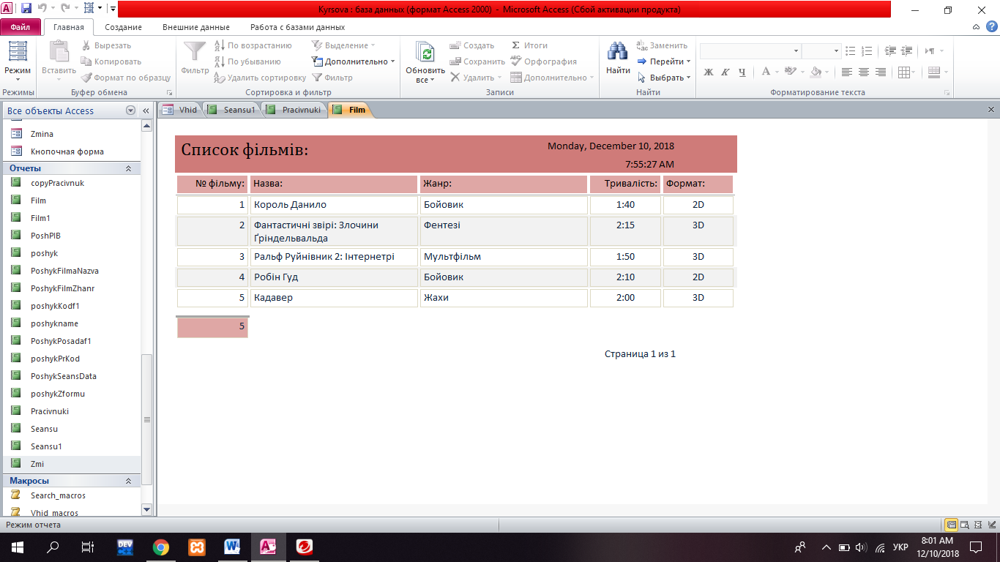 Kyrsova : база данных (формат Access 2000) - Microsoft Access (Сбой активации продукта)
Файл Главная Создание Внешние данные Работа с базами данных
Режим
Режимы
Вставить
Вырезать
Копировать
Формат по образцу
Буфер обмена
Фильтр
По возрастанию
По убыванию
Удалить сортировку
Выделение
Дополнительно
Фильтр
Сортировка и фильтр
Обновить
все
Создать
Сохранить
Удалить
Итоги
Орфография
Дополнительно
Записи
Найти
Заменить
Перейти
Выбрать
Найти
Ж К Ч
Форматирование текста
Все объекты Access
Zmina
Кнопочная форма
Отчеты
copyPracivnuk
Film
Film1
PoshPIB
poshyk
PoshykFilmaNazva
PoshykFilmZhanr
poshykKodf1
poshykname
PoshykPosadaf1
poshykPrKod
PoshykSeansData
poshykZformu
Pracivnuki
Seansu
Seansu1
Zmi
Макросы
Search_macros
Vhid_macros
Vhid Seansu1 Pracivnuki Film
Список фільмів:
Monday, December 10, 2018
7:55:27 AM
№ фільму: Назва: Жанр: Тривалість: Формат:
1 Король Данило Бойовик 1:40 2D
2 Фантастичні звірі: Злочини Фентезі 2:15 3D
Ґріндельвальда
3 Ральф Руйнівник 2: Інтернетрі Мультфільм 1:50 3D
4 Робін Гуд Бойовик 2:10 2D
5 Кадавер Жахи 2:00 3D
5
Страница 1 из 1
Режим отчета
DEV
УКР
8:01 AM
12/10/2018